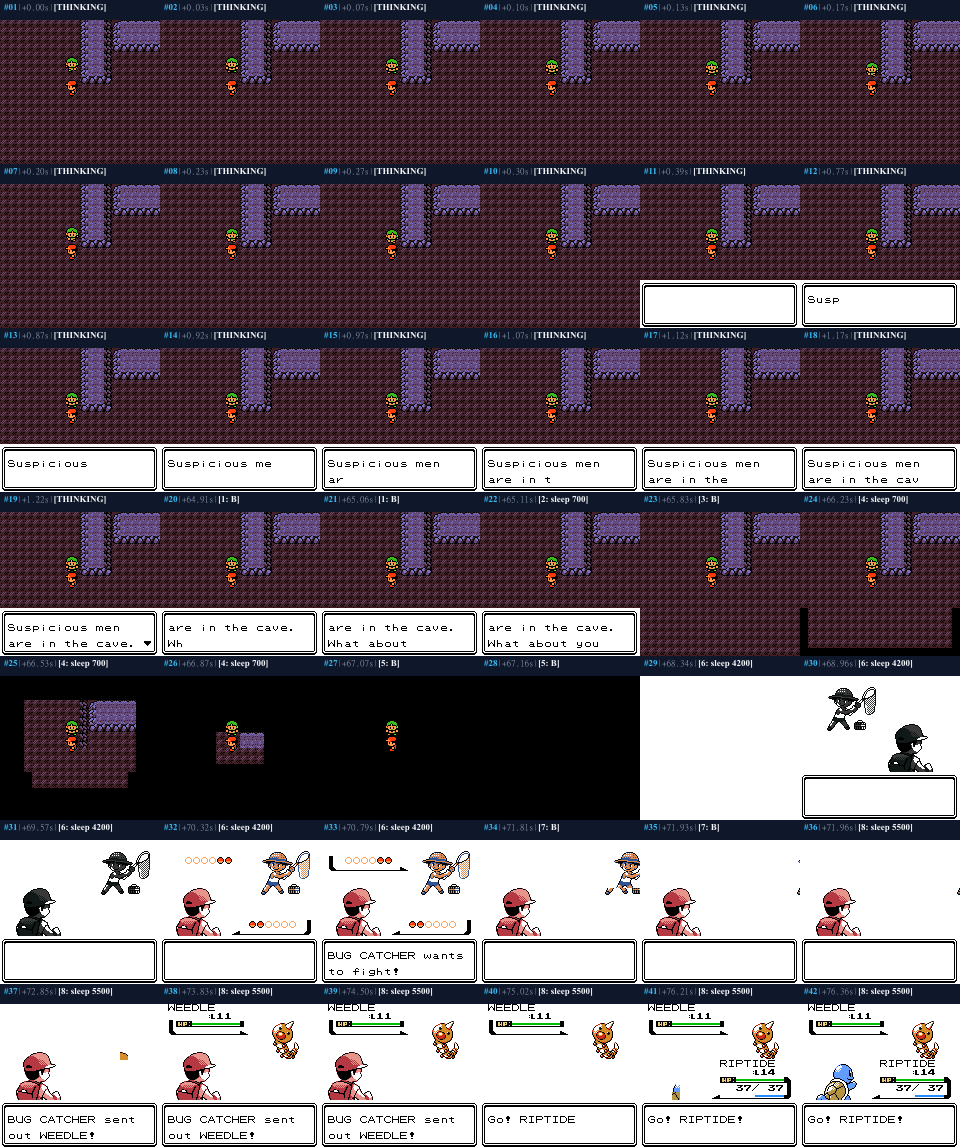 #01 | +0.00s | [THINKING]
#02 | +0.03s | [THINKING]
#03 | +0.07s | [THINKING]
#04 | +0.10s | [THINKING]
#05 | +0.13s | [THINKING]
#06 | +0.17s | [THINKING]
#07 | +0.20s | [THINKING]
#08 | +0.23s | [THINKING]
#09 | +0.27s | [THINKING]
#10 | +0.30s | [THINKING]
#11 | +0.39s | [THINKING]
#12 | +0.77s | [THINKING]
Susp
#13 | +0.87s | [THINKING]
#14 | +0.92s | [THINKING]
#15 | +0.97s | [THINKING]
#16 | +1.07s | [THINKING]
#17 | +1.12s | [THINKING]
#18 | +1.17s | [THINKING]
Suspicious
Suspicious me
Suspicious men
ar
Suspicious men
are in t
Suspicious men
are in the
Suspicious men
are in the cav
#19 | +1.22s | [THINKING]
#20 | +64.91s | [1: B]
#21 | +65.06s | [1: B]
#22 | +65.11s | [2: sleep 700]
#23 | +65.83s | [3: B]
#24 | +66.23s | [4: sleep 700]
Suspicious men
are in the cave.
are in the cave.
Wh
are in the cave.
What about
are in the cave.
What about you
#25 | +66.53s | [4: sleep 700]
#26 | +66.87s | [4: sleep 700]
#27 | +67.07s | [5: B]
#28 | +67.16s | [5: B]
#29 | +68.34s | [6: sleep 4200]
#30 | +68.96s | [6: sleep 4200]
#31 | +69.57s | [6: sleep 4200]
#32 | +70.32s | [6: sleep 4200]
#33 | +70.79s | [6: sleep 4200]
#34 | +71.81s | [7: B]
#35 | +71.93s | [7: B]
#36 | +71.96s | [8: sleep 5500]
BUG CATCHER wants
to fight!
#37 | +72.85s | [8: sleep 5500]
#38 | +73.83s | [8: sleep 5500]
#39 | +74.50s | [8: sleep 5500]
#40 | +75.02s | [8: sleep 5500]
#41 | +76.21s | [8: sleep 5500]
#42 | +76.36s | [8: sleep 5500]
BUG CATCHER sent
out WEEDLE!
WEEDLE
:L11
HP:
BUG CATCHER sent
out WEEDLE!
WEEDLE
:L11
HP:
BUG CATCHER sent
out WEEDLE!
WEEDLE
:L11
HP:
Go! RIPTIDE
WEEDLE
:L11
HP:
RIPTIDE
:L14
HP:
37/ 37
Go! RIPTIDE!
WEEDLE
:L11
HP:
RIPTIDE
:L14
HP:
37/ 37
Go! RIPTIDE!